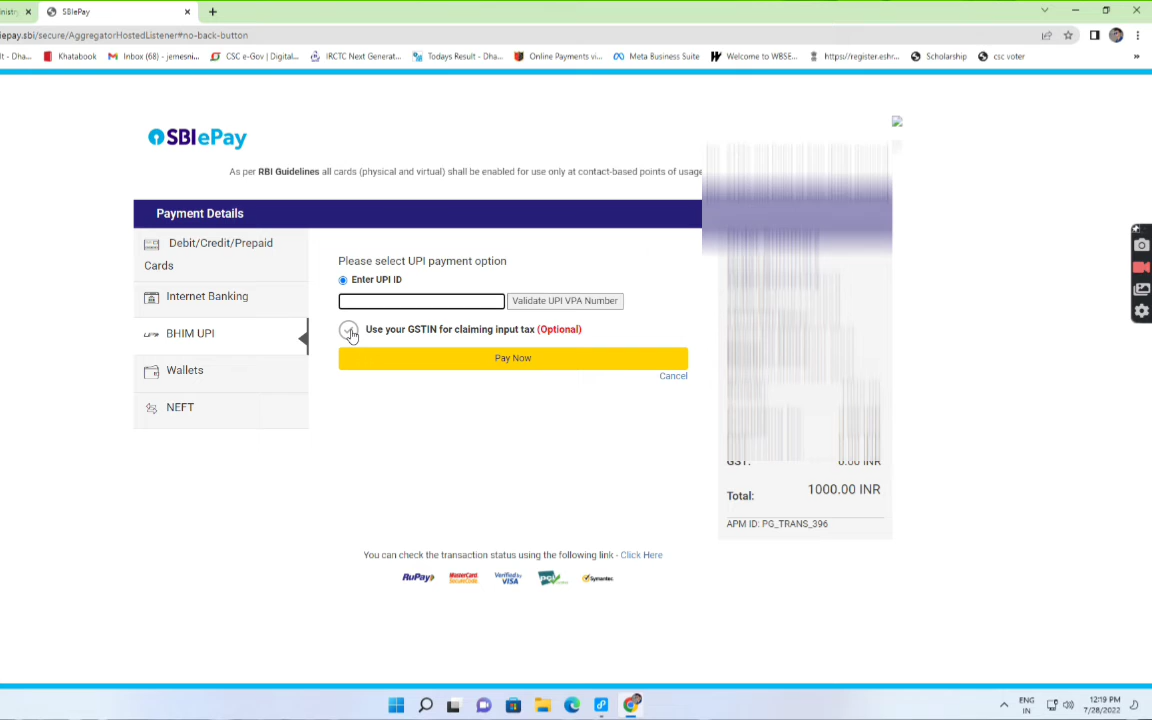 inistr
SBIePay
iepay.sbi/secure/AggregatorHostedListener#no-back-button
lt - Dha...
Khatabook
Inbox (68) - jemesni...
CSC e-Gov | Digital...
IRCTC Next Generat...
Todays Result - Dha...
Online Payments vi...
Meta Business Suite
Welcome to WBSE...
https//register.eshr...
Scholarship
csc voter
»
SBIePay
As per RBI Guidelines all cards (physical and virtual) shall be enabled for use only at contact-based points of usage
Payment Details
Debit/Credit/Prepaid
Cards
Internet Banking
BHIM UPI
Wallets
NEFT
Please select UPI payment option
Enter UPI ID
Validate UPI VPA Number
Use your GSTIN for claiming input tax (Optional)
Pay Now
Cancel
GST: 0.00 INR
Total: 1000.00 INR
APM ID: PG_TRANS_396
You can check the transaction status using the following link - Click Here
RuPay
MasterCard
SecureCode
Verified by
VISA
PCI
Symantec
ENG
IN
12:19 PM
7/28/2022